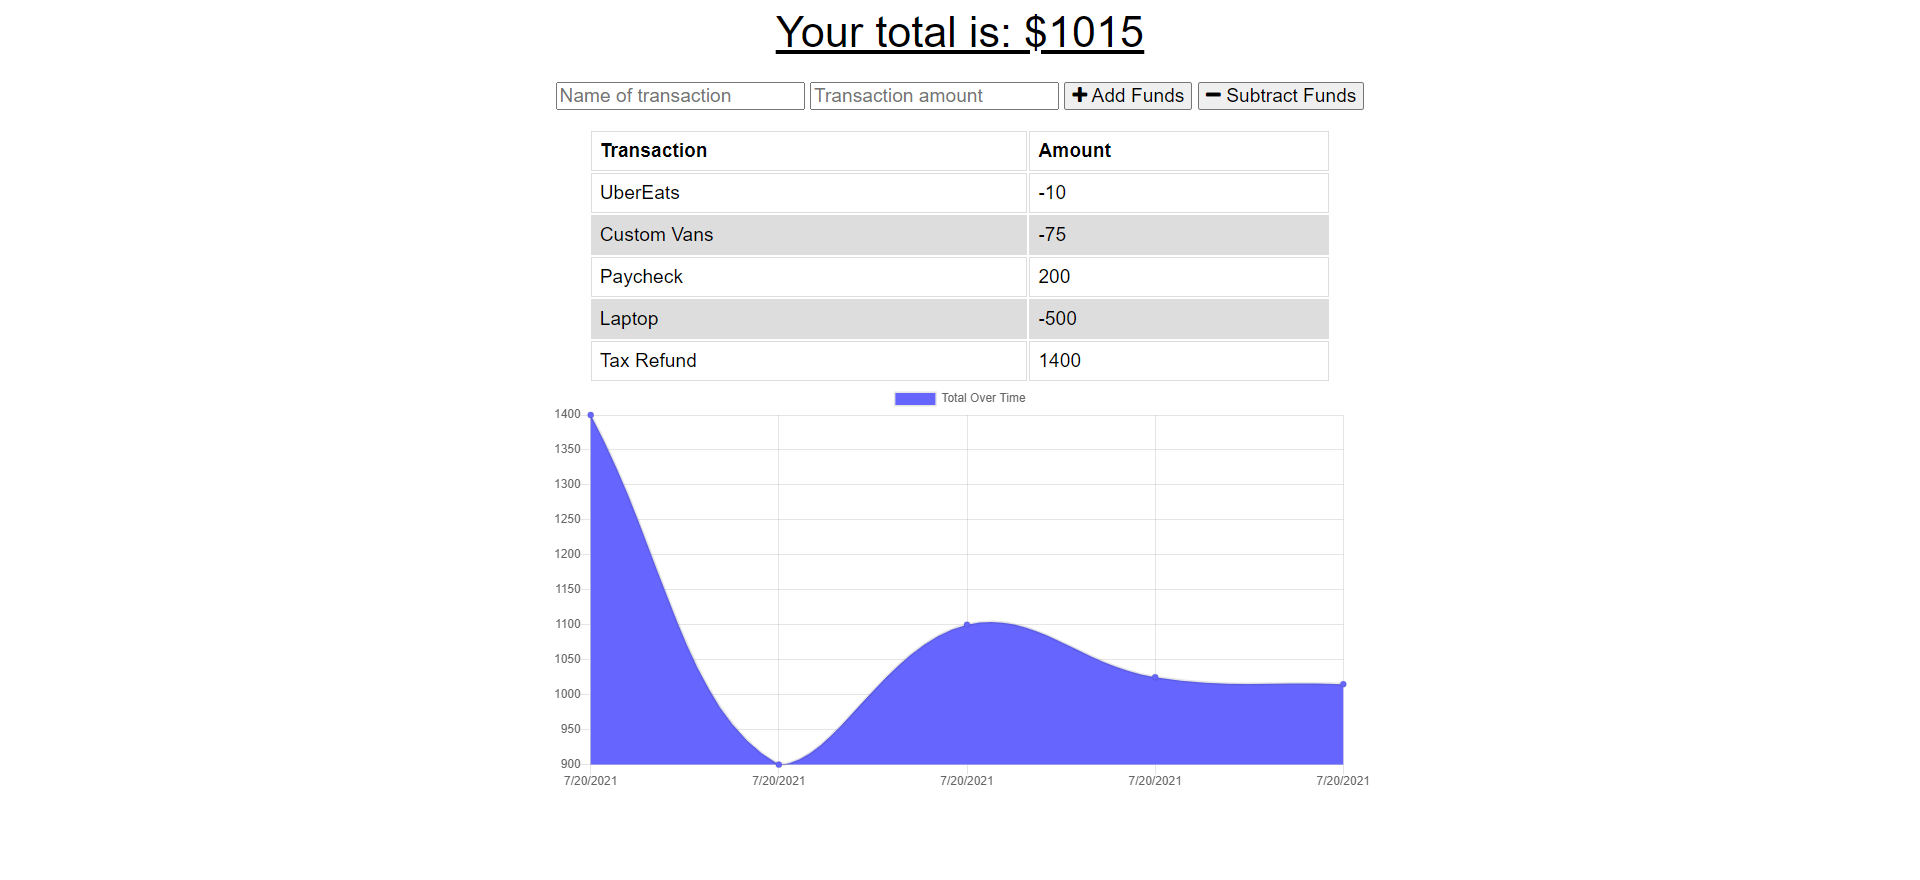 Your total is: $1015
Name of transaction Transaction amount Add Funds Subtract Funds
Transaction Amount
UberEats -10
Custom Vans -75
Paycheck 200
Laptop -500
Tax Refund 1400
Total Over Time
1400
1350
1300
1250
1200
1150
1100
1050
1000
950
900
7/20/2021 7/20/2021 7/20/2021 7/20/2021 7/20/2021